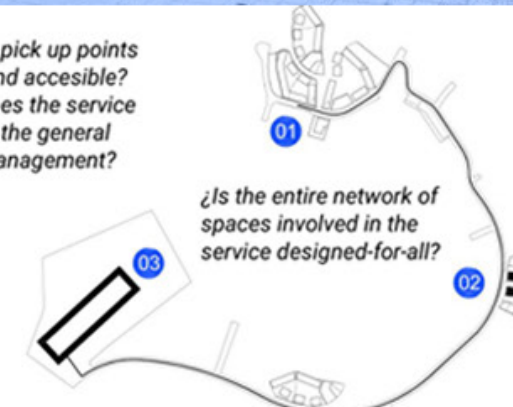 pick up points
nd accesible?
es the service
the general
anagement?
01
¿Is the entire network of
spaces involved in the
service designed-for-all?
03
02